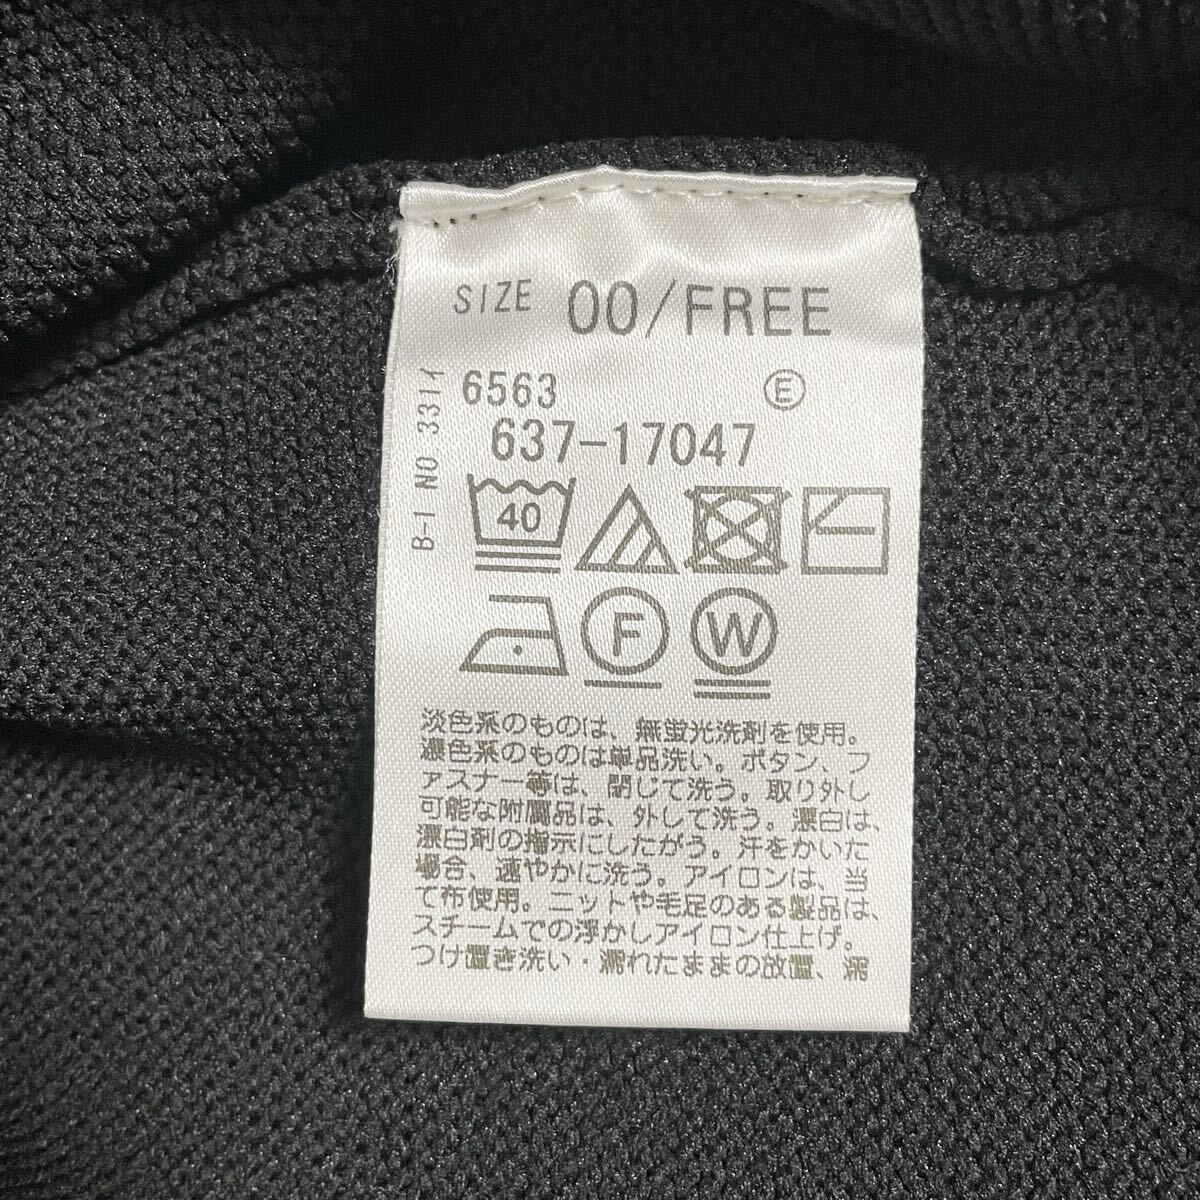 SIZE 00/FREE
6563 E
637-17047
B-1 NO 331イ
40
F W
淡色系のものは、無蛍光洗剤を使用。
濃色系のものは単品洗い。ボタン、フ
ァスナー等は、閉じて洗う。取り外し
可能な附属品は、外して洗う。漂白は、
漂白剤の指示にしたがう。汗をかいた
場合、速やかに洗う。アイロンは、当
て布使用。ニットや毛足のある製品は、
スチームでの浮かしアイロン仕上げ。
つけ置き洗い・濡れたままの放置、濡